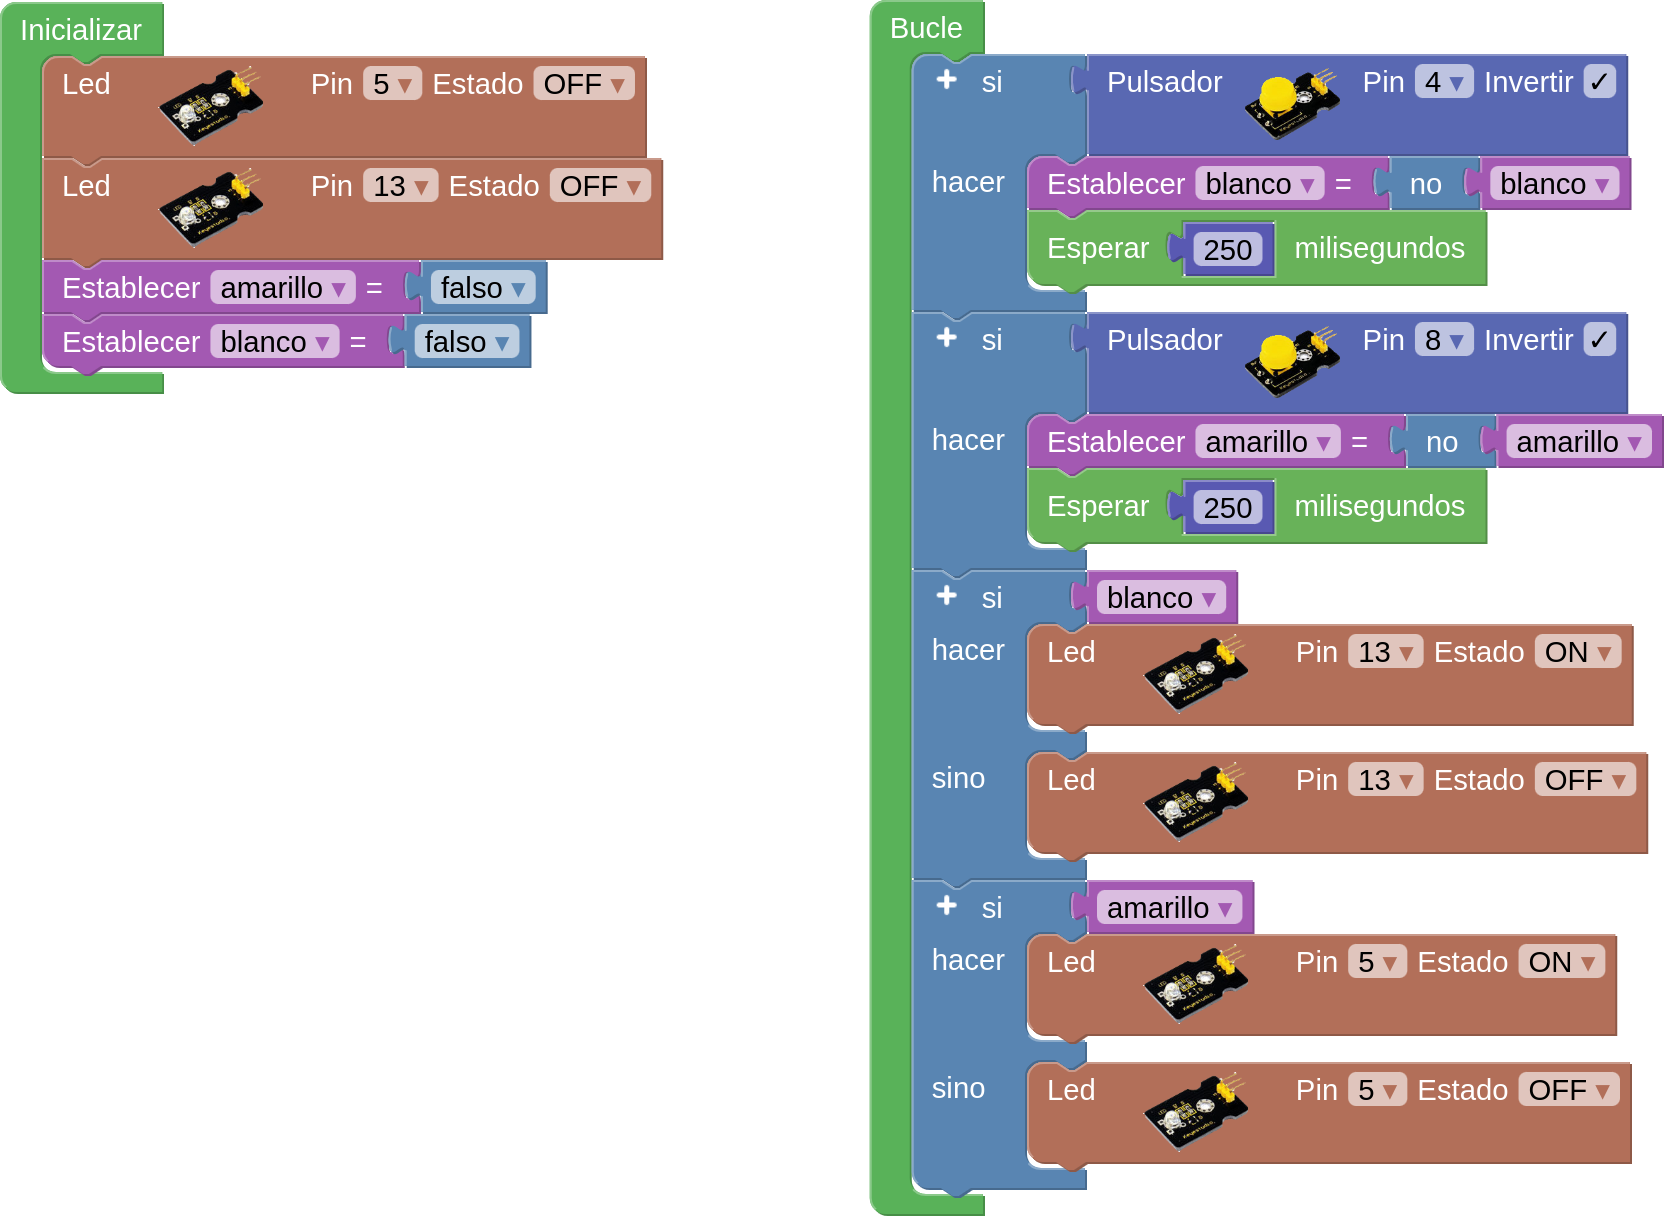 Inicializar
Led Pin 5 ▾ Estado OFF ▾
Led Pin 13 ▾ Estado OFF ▾
Establecer amarillo ▾ = falso ▾
Establecer blanco ▾ = falso ▾
Bucle
+ si Pulsador Pin 4 ▾ Invertir ✓
hacer Establecer blanco ▾ = no blanco ▾
Esperar 250 milisegundos
+ si Pulsador Pin 8 ▾ Invertir ✓
hacer Establecer amarillo ▾ = no amarillo ▾
Esperar 250 milisegundos
+ si blanco ▾
hacer Led Pin 13 ▾ Estado ON ▾
sino Led Pin 13 ▾ Estado OFF ▾
+ si amarillo ▾
hacer Led Pin 5 ▾ Estado ON ▾
sino Led Pin 5 ▾ Estado OFF ▾